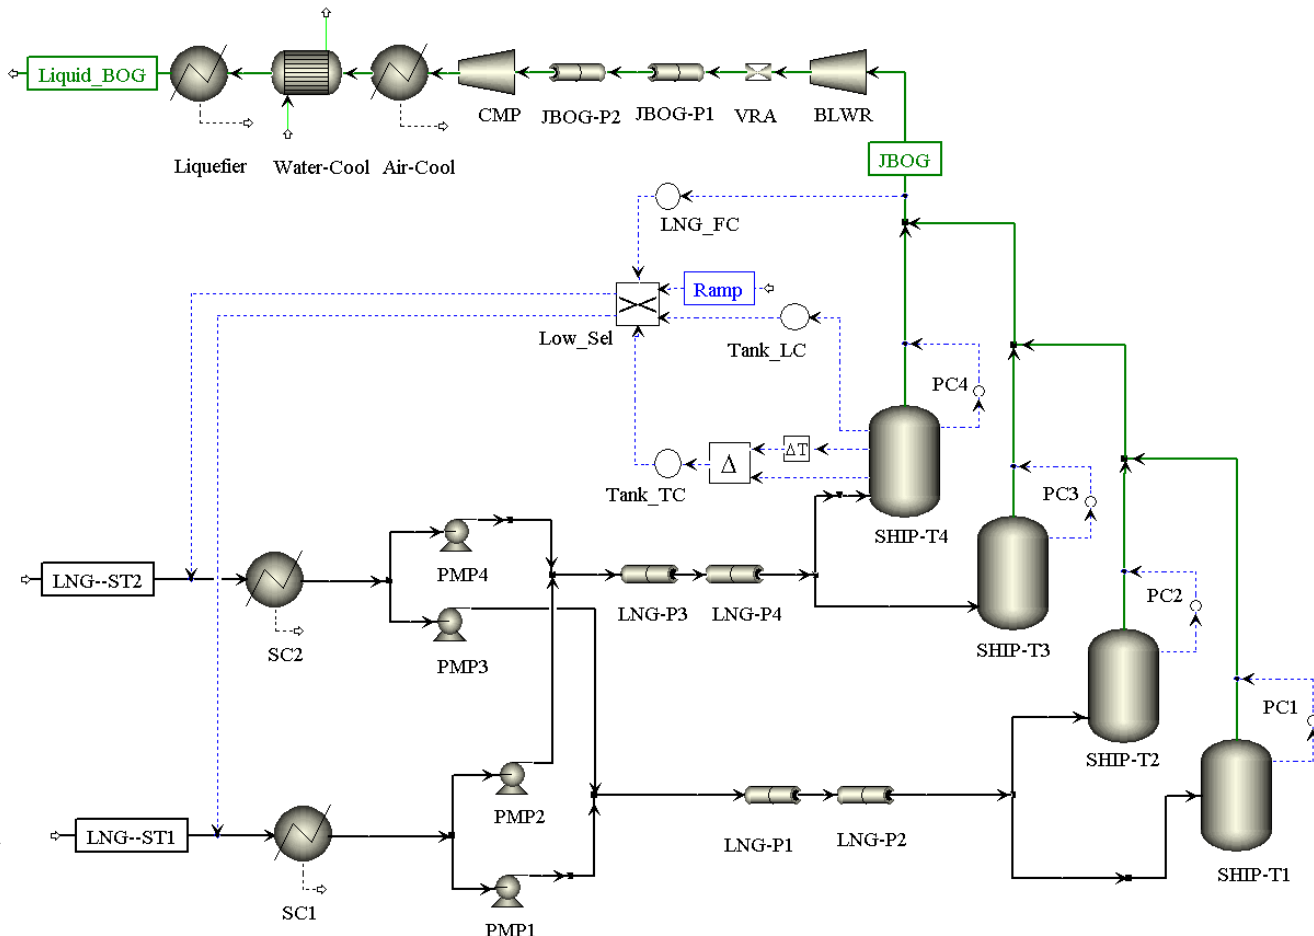 Liquid_BOG
CMP
JBOG-P2
JBOG-P1
VRA
BLWR
Liquefier
Water-Cool
Air-Cool
JBOG
LNG_FC
Ramp
Low_Sel
Tank_LC
PC4
ΔT
Δ
Tank_TC
PC3
SHIP-T4
LNG--ST2
PMP4
PC2
LNG-P3
LNG-P4
SC2
PMP3
SHIP-T3
PC1
SHIP-T2
PMP2
LNG--ST1
LNG-P1
LNG-P2
SHIP-T1
SC1
PMP1